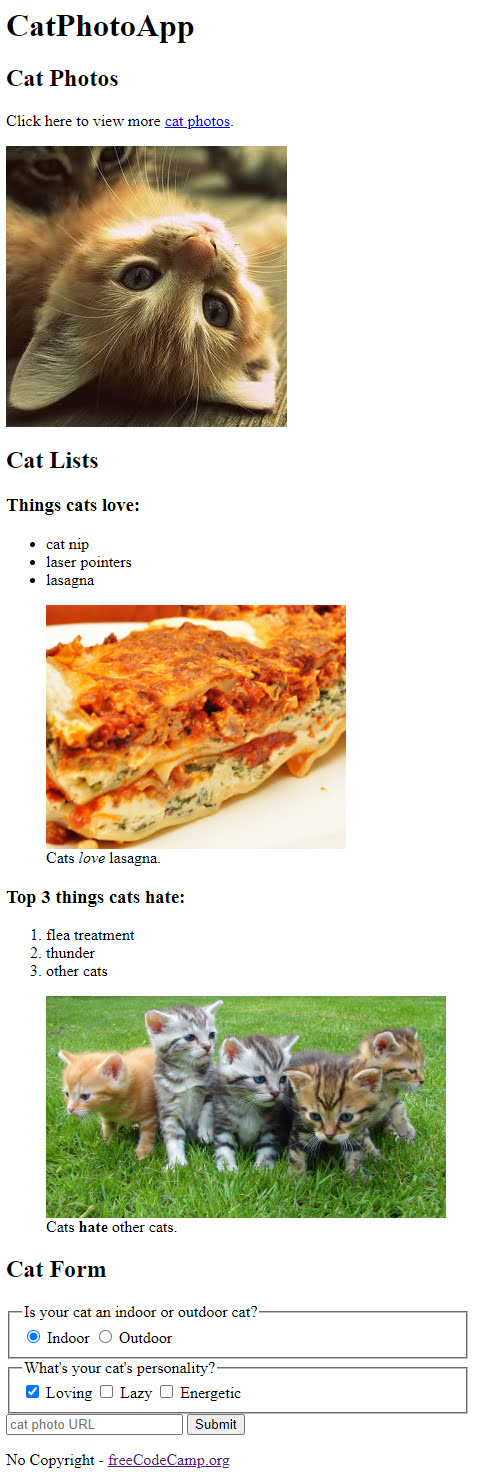 CatPhotoApp
Cat Photos
Click here to view more cat photos.
Cat Lists
Things cats love:
cat nip
laser pointers
lasagna
Cats love lasagna.
Top 3 things cats hate:
1. flea treatment
2. thunder
3. other cats
Cats hate other cats.
Cat Form
Is your cat an indoor or outdoor cat?
Indoor Outdoor
What's your cat's personality?
Loving Lazy Energetic
cat photo URL Submit
No Copyright - freeCodeCamp.org